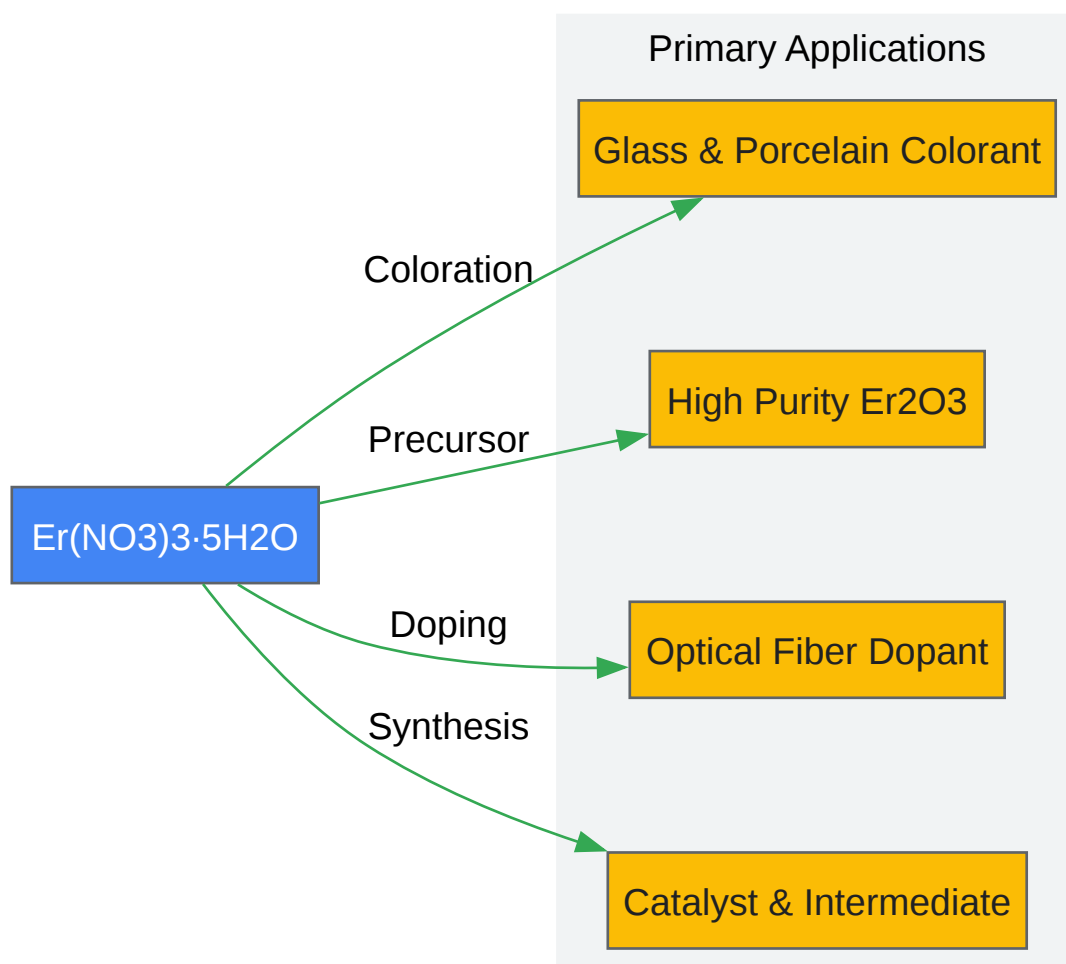 Primary Applications
Glass & Porcelain Colorant
Coloration
High Purity Er2O3
Precursor
Er(NO3)3·5H2O
Doping
Optical Fiber Dopant
Synthesis
Catalyst & Intermediate